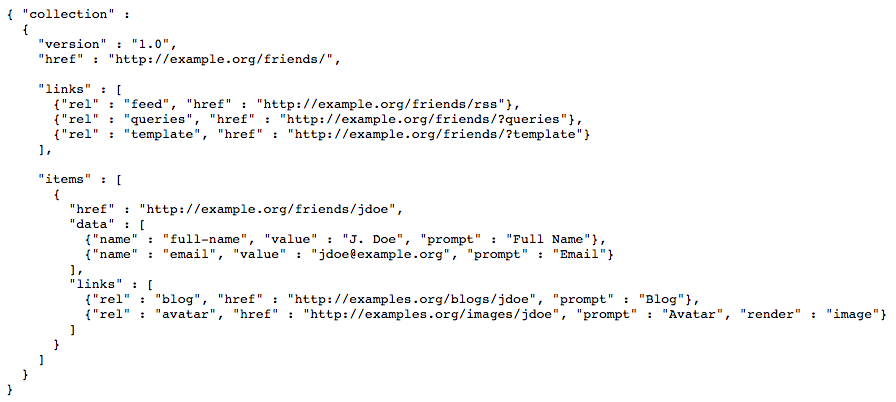 { "collection" :
  {
    "version" : "1.0",
    "href" : "http://example.org/friends/",

    "links" : [
      {"rel" : "feed", "href" : "http://example.org/friends/rss"},
      {"rel" : "queries", "href" : "http://example.org/friends/?queries"},
      {"rel" : "template", "href" : "http://example.org/friends/?template"}
    ],

    "items" : [
      {
        "href" : "http://example.org/friends/jdoe",
        "data" : [
          {"name" : "full-name", "value" : "J. Doe", "prompt" : "Full Name"},
          {"name" : "email", "value" : "jdoe@example.org", "prompt" : "Email"}
        ],
        "links" : [
          {"rel" : "blog", "href" : "http://examples.org/blogs/jdoe", "prompt" : "Blog"},
          {"rel" : "avatar", "href" : "http://examples.org/images/jdoe", "prompt" : "Avatar", "render" : "image"}
        ]
      }
    ]
  }
}